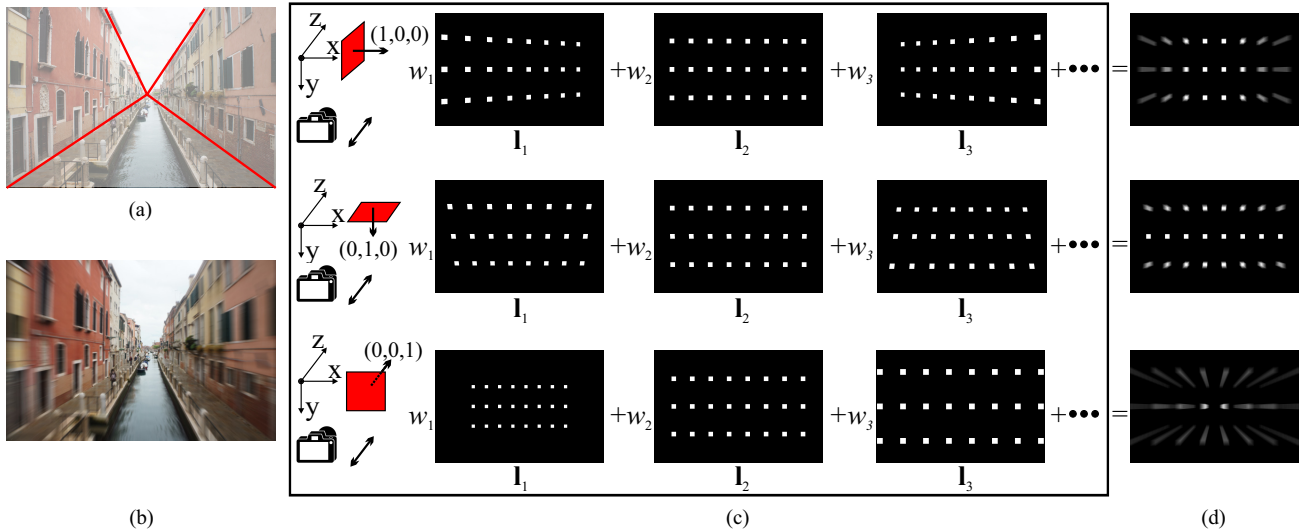 z
x
(1,0,0)
y
w1
+w2
+w3
+•••
=
l1
l2
l3
(a)
z
x
(0,1,0)
y
w1
+w2
+w3
+•••
=
l1
l2
l3
z
(0,0,1)
x
y
w1
+w2
+w3
+•••
=
l1
l2
l3
(b)
(c)
(d)